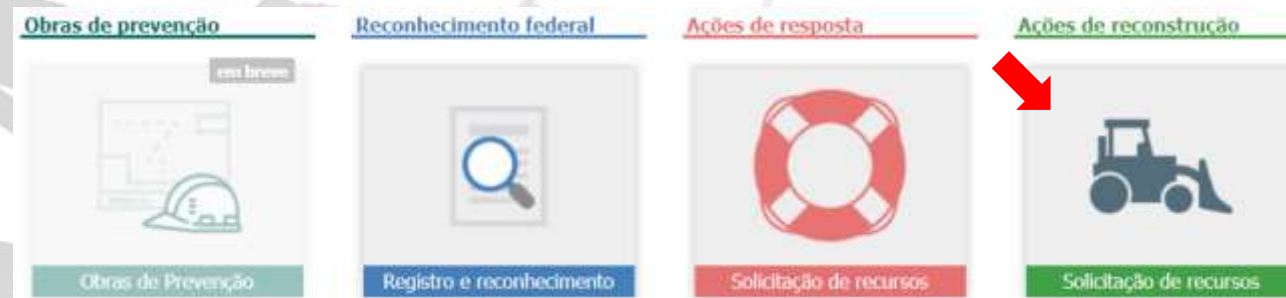 Obras de prevenção
Reconhecimento federal
Ações de resposta
Ações de reconstrução
em breve
Obras de Prevenção
Registro e reconhecimento
Solicitação de recursos
Solicitação de recursos